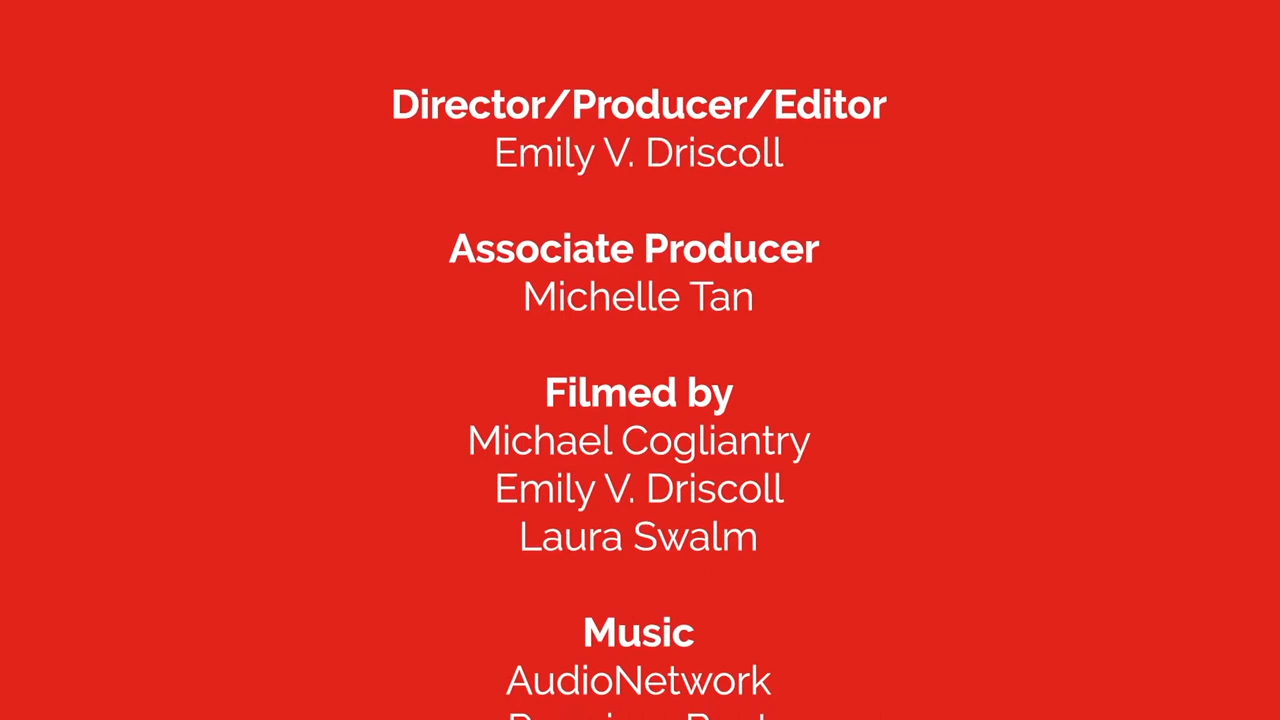 Director/Producer/Editor
Emily V. Driscoll
Associate Producer
Michelle Tan
Filmed by
Michael Cogliantry
Emily V. Driscoll
Laura Swalm
Music
AudioNetwork